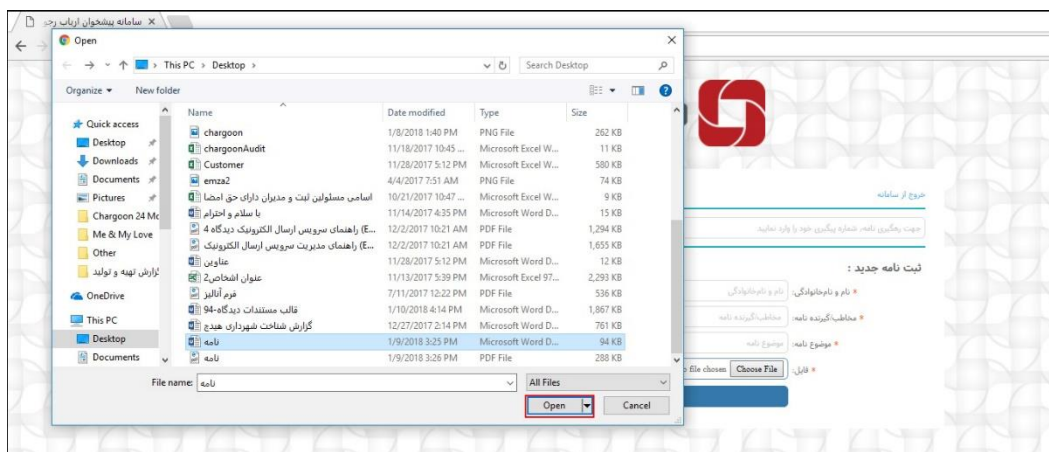 سامانه پیشخوان ارباب رجو
Open
This PC > Desktop >
Search Desktop
Organize
New folder
Name Date modified Type Size
Quick access
Desktop
Downloads
Documents
Pictures
Chargoon 24 Mo
Me & My Love
Other
گزارش تهیه و تولید
OneDrive
This PC
Desktop
Documents
chargoon 1/8/2018 1:40 PM PNG File 262 KB
chargoonAudit 11/18/2017 10:45 ... Microsoft Excel W... 11 KB
Customer 11/28/2017 5:12 PM Microsoft Excel W... 580 KB
emza2 4/4/2017 7:51 AM PNG File 74 KB
اسامی مسئولین ثبت و مدیران دارای حق امضا 10/21/2017 10:47 ... Microsoft Excel W... 9 KB
با سلام و احترام 11/14/2017 4:35 PM Microsoft Word D... 15 KB
راهنمای سرویس ارسال الکترونیک دیدگاه 4 (E... 12/2/2017 10:21 AM PDF File 1,294 KB
راهنمای مدیریت سرویس ارسال الکترونیک (E... 12/2/2017 10:21 AM PDF File 1,655 KB
عناوین 11/28/2017 5:12 PM Microsoft Word D... 12 KB
عنوان اشخاص2 11/13/2017 5:39 PM Microsoft Excel 97... 2,293 KB
فرم آنالیز 7/11/2017 12:22 PM PDF File 536 KB
قالب مستندات دیدگاه-94 1/10/2018 4:14 PM Microsoft Word D... 1,867 KB
گزارش شناخت شهرداری هیدج 12/27/2017 2:14 PM Microsoft Word D... 761 KB
نامه 1/9/2018 3:25 PM Microsoft Word D... 94 KB
نامه 1/9/2018 3:26 PM PDF File 288 KB
File name: نامه
All Files
Open
Cancel
خروج از سامانه
جهت رهگیری نامه، شماره پیگیری خود را وارد نمایید.
ثبت نامه جدید :
* نام و نام‌خانوادگی: نام و نام‌خانوادگی
* مخاطب/گیرنده نامه: مخاطب/گیرنده نامه
* موضوع نامه: موضوع نامه
* فایل: Choose File file chosen